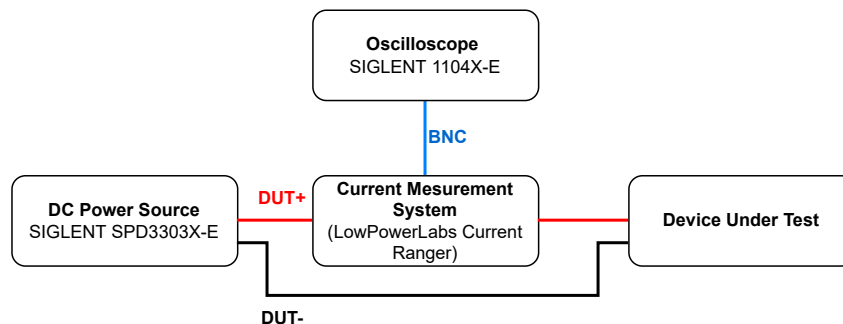 Oscilloscope
SIGLENT 1104X-E
BNC
DC Power Source
SIGLENT SPD3303X-E
DUT+
Current Mesurement
System
(LowPowerLabs Current
Ranger)
Device Under Test
DUT-